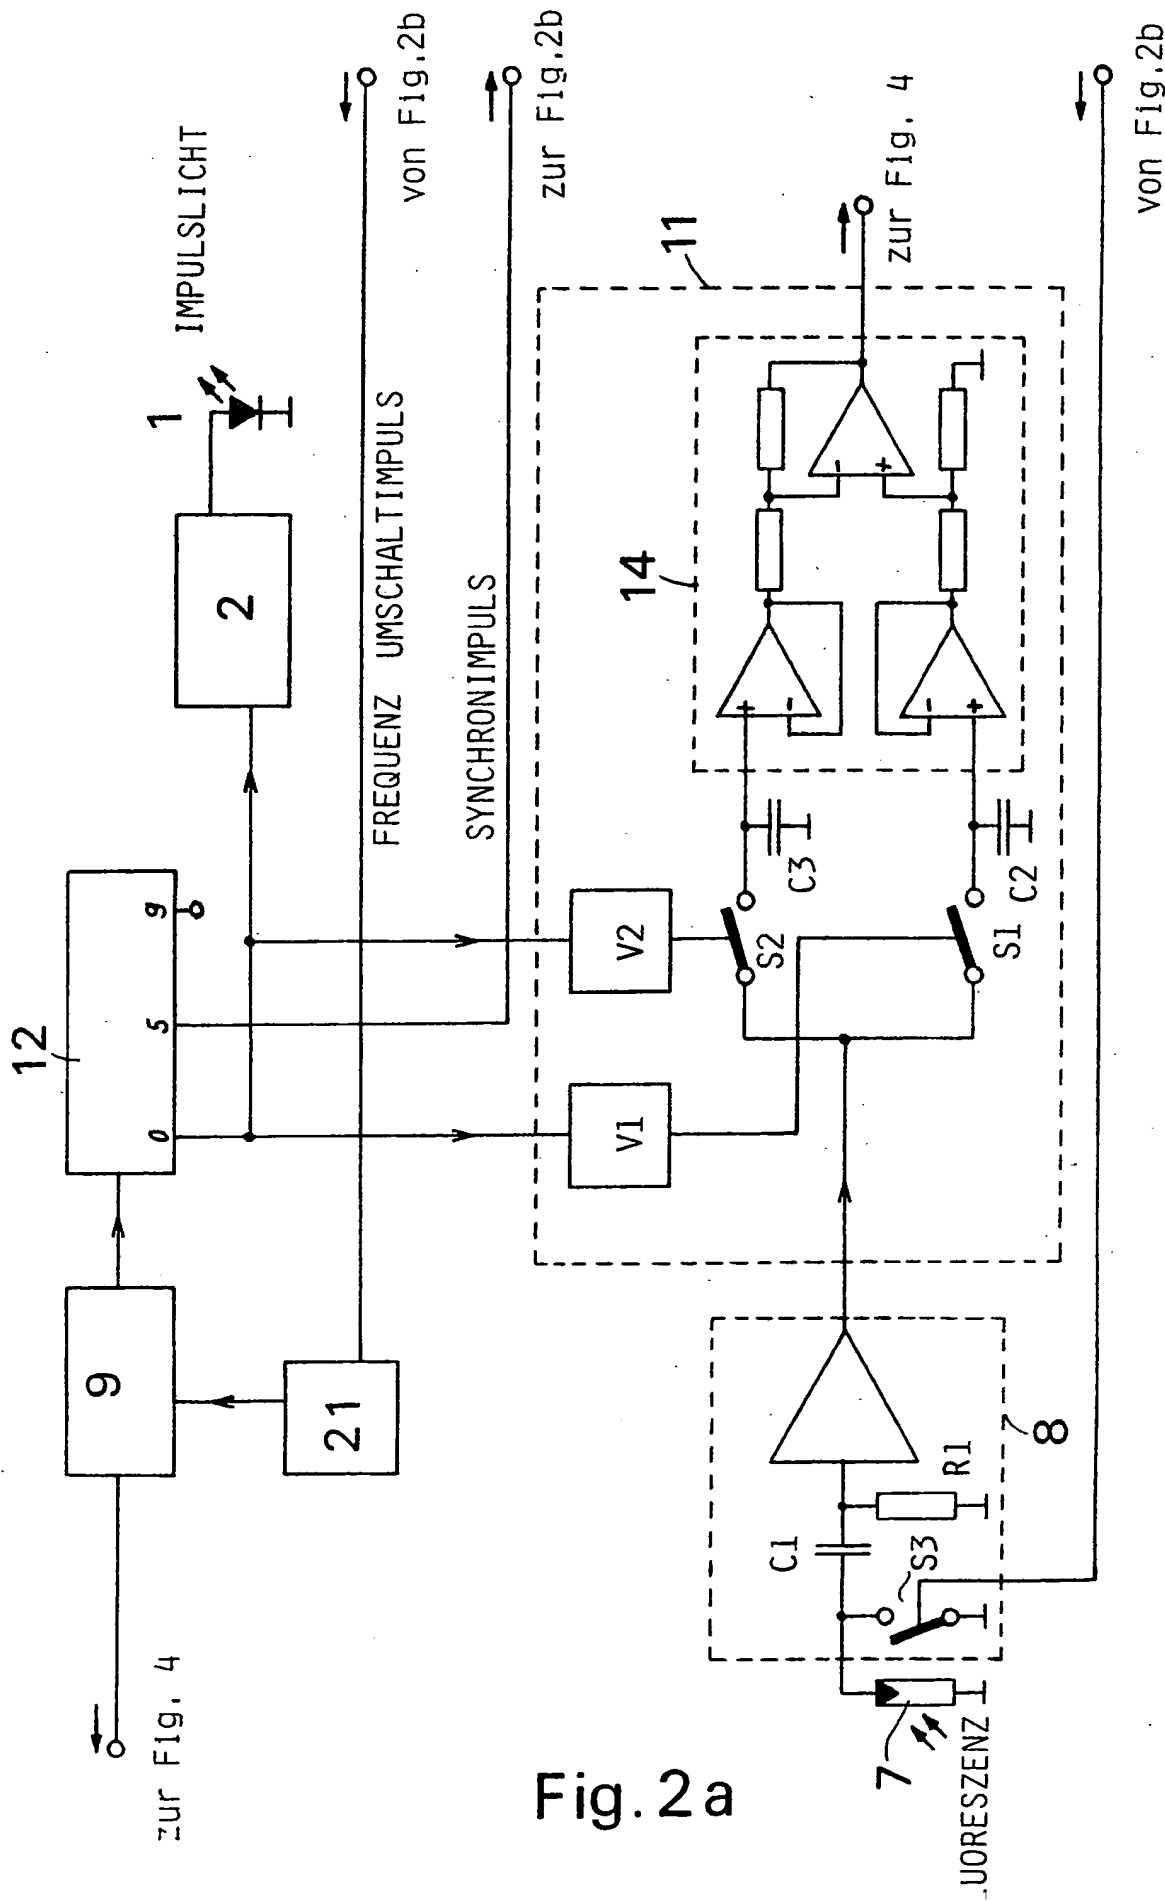 zur Fig. 4
9
21
12
0
5
9
2
1
IMPULSLICHT
von Fig.2b
FREQUENZ UMSCHALTIMPULS
zur Fig.2b
SYNCHRONIMPULS
V1
V2
11
14
S2
C3
+
-
-
+
-
+
S1
C2
zur Fig. 4
8
C1
R1
S3
7
UORESZENZ
von Fig.2b
Fig. 2a